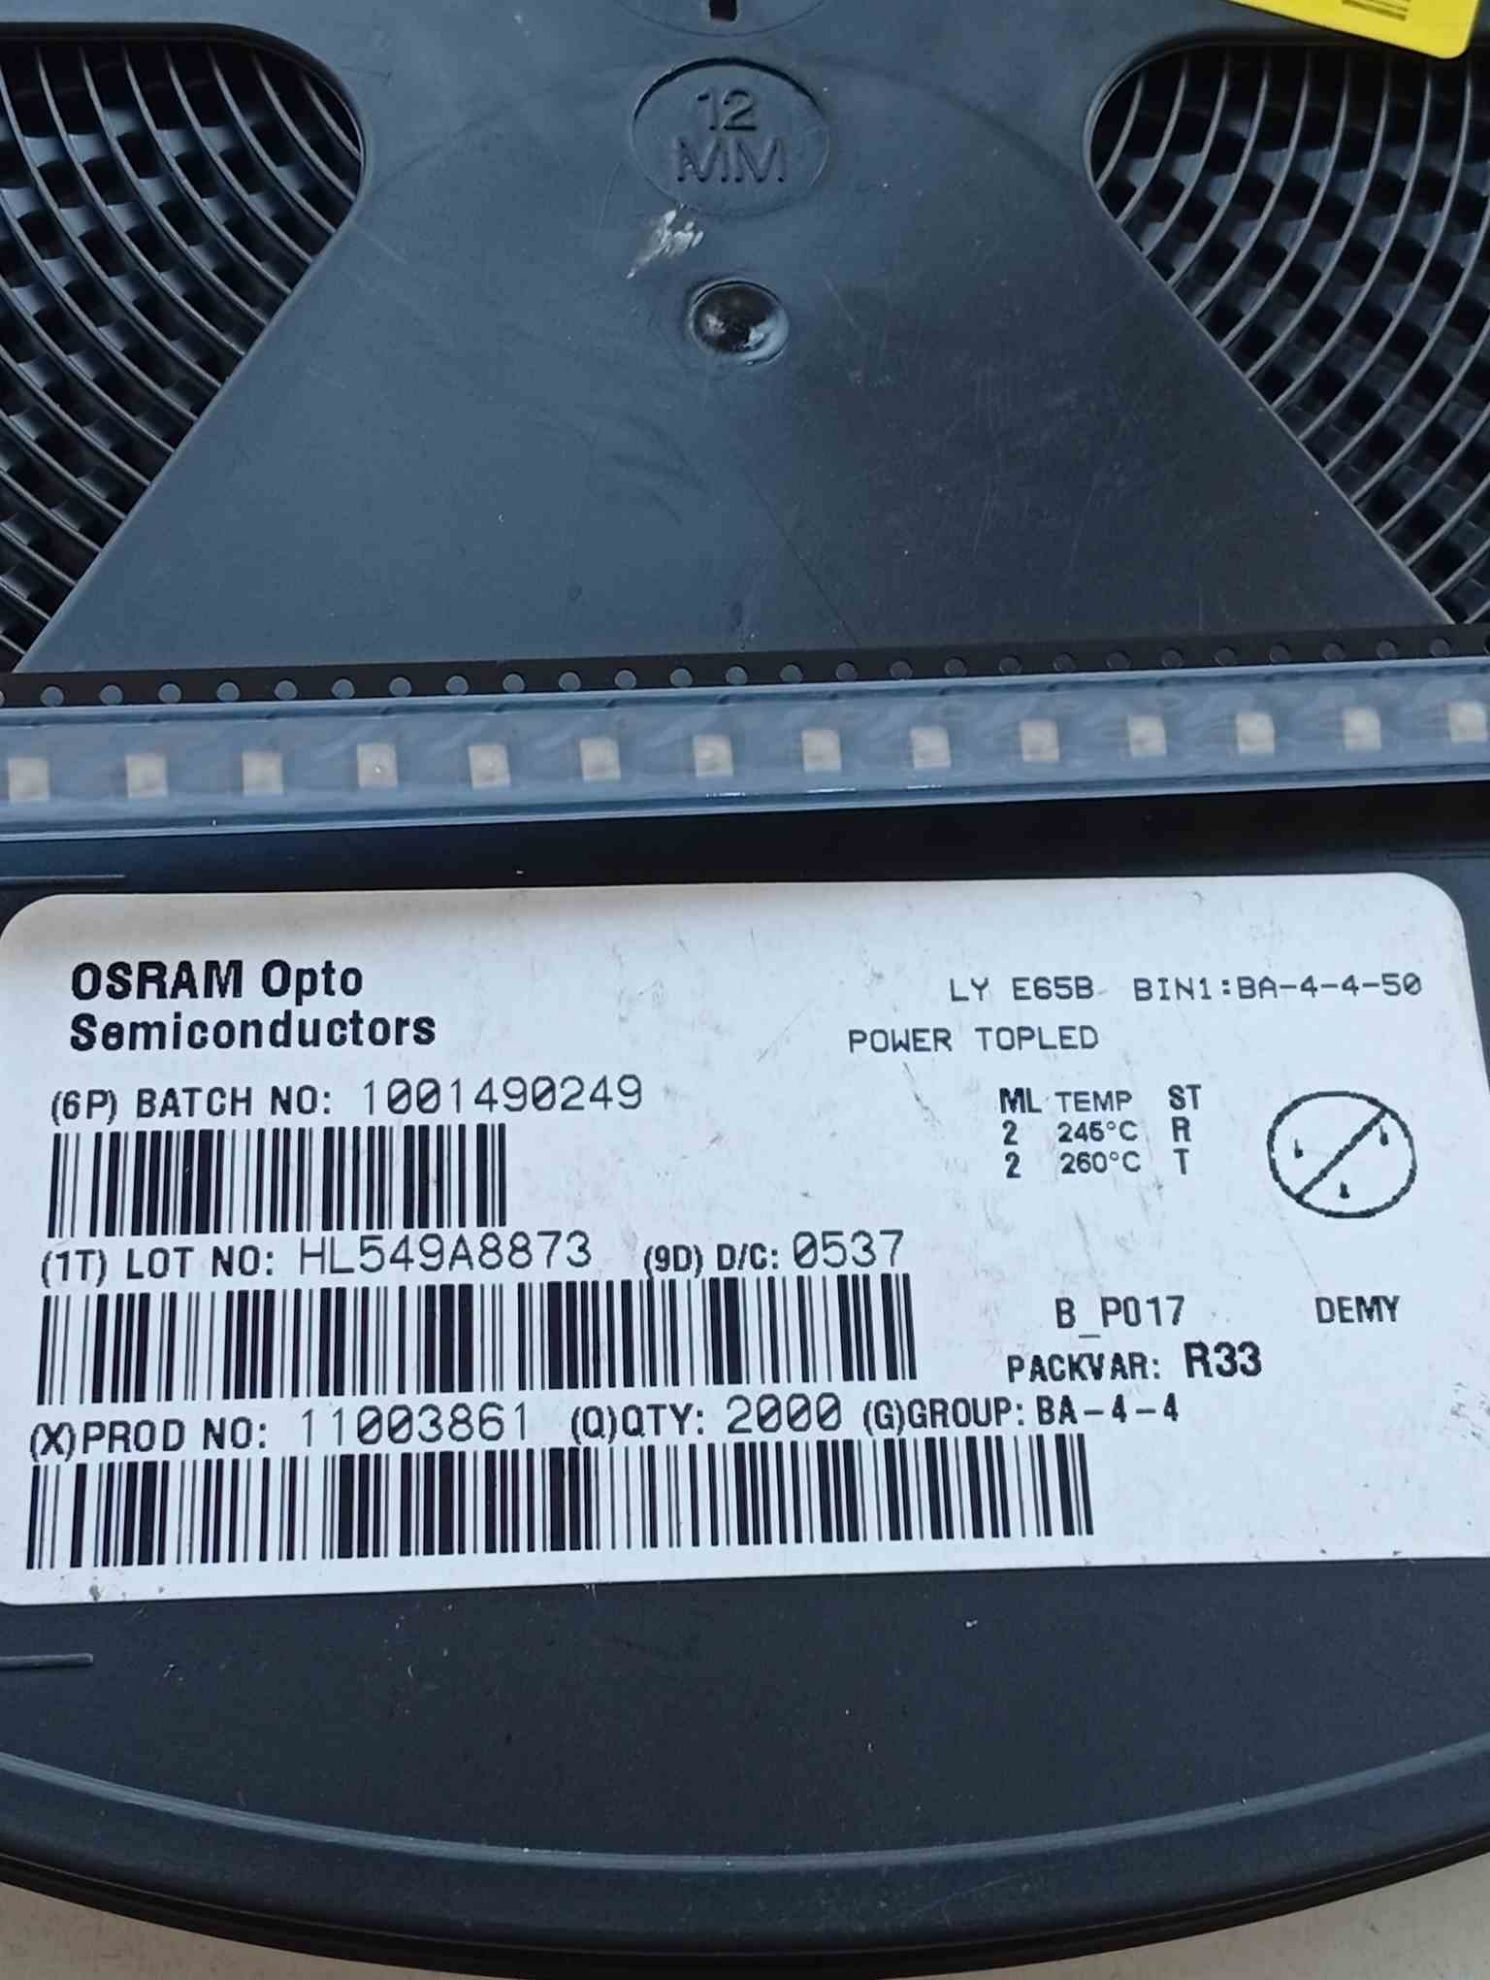 12
MM
OSRAM Opto
Semiconductors
LY E65B BIN1:BA-4-4-50
POWER TOPLED
(6P) BATCH NO: 1001490249
ML TEMP ST
2 245°C R
2 260°C T
(1T) LOT NO: HL549A8873 (9D) D/C: 0537
B_P017 DEMY
PACKVAR: R33
(X)PROD NO: 11003861 (Q)QTY: 2000 (G)GROUP: BA-4-4